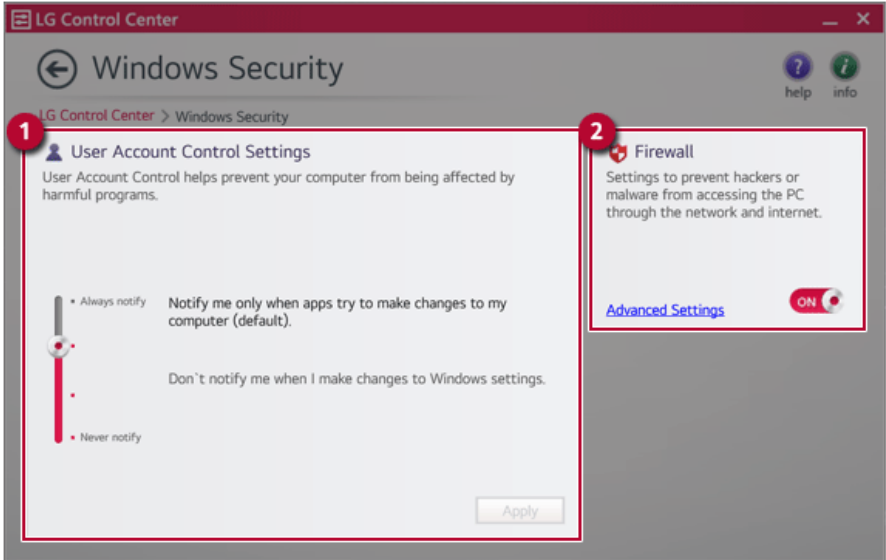 LG Control Center
Windows Security
? i
help info
LG Control Center > Windows Security
1
User Account Control Settings
User Account Control helps prevent your computer from being affected by
harmful programs.
Always notify
Notify me only when apps try to make changes to my
computer (default).
Don`t notify me when I make changes to Windows settings.
Never notify
Apply
2
Firewall
Settings to prevent hackers or
malware from accessing the PC
through the network and internet.
Advanced Settings
ON